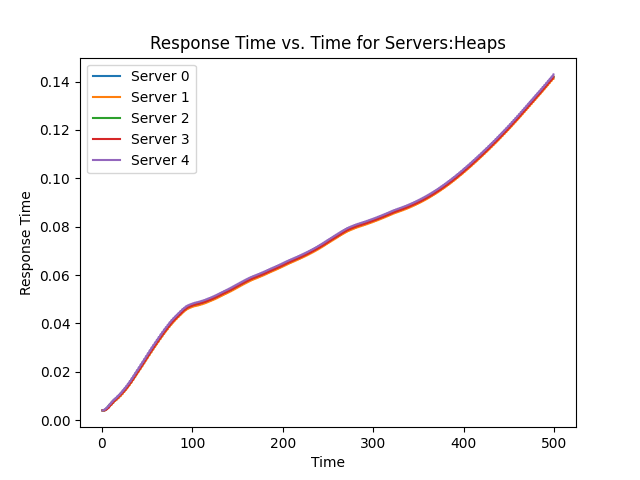 Response Time vs. Time for Servers:Heaps
Server 0
Server 1
Server 2
Server 3
Server 4
0.14
0.12
0.10
0.08
0.06
0.04
0.02
0.00
Response Time
0 100 200 300 400 500
Time